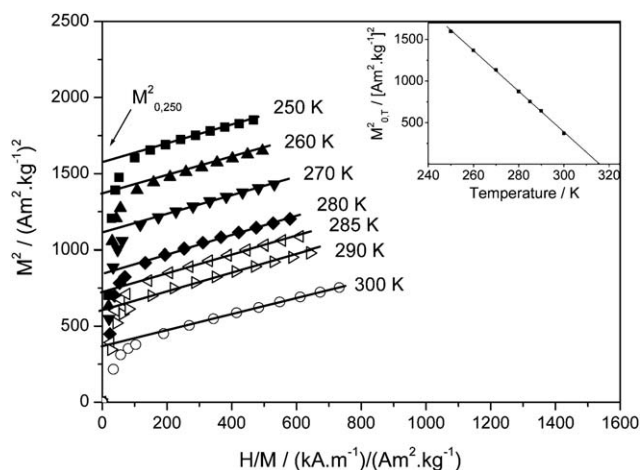 M²₀,₂₅₀
250 K
260 K
270 K
280 K
285 K
290 K
300 K
2500
2000
1500
1000
500
0
M² / (Am².kg⁻¹)²
0 200 400 600 800 1000 1200 1400 1600
H/M / (kA.m⁻¹)/(Am².kg⁻¹)
1500
1000
500
M²₀,T / [Am².kg⁻¹]²
240 260 280 300 320
Temperature / K